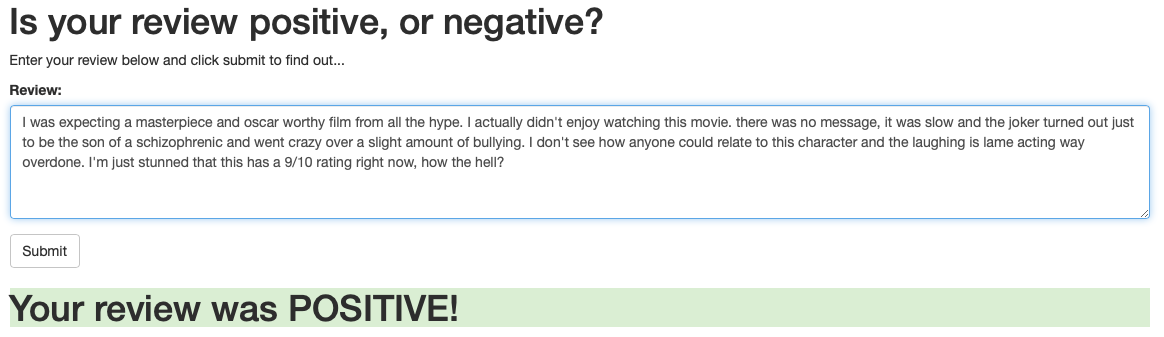 Is your review positive, or negative?
Enter your review below and click submit to find out...
Review:
I was expecting a masterpiece and oscar worthy film from all the hype. I actually didn't enjoy watching this movie. there was no message, it was slow and the joker turned out just
to be the son of a schizophrenic and went crazy over a slight amount of bullying. I don't see how anyone could relate to this character and the laughing is lame acting way
overdone. I'm just stunned that this has a 9/10 rating right now, how the hell?
Submit
Your review was POSITIVE!